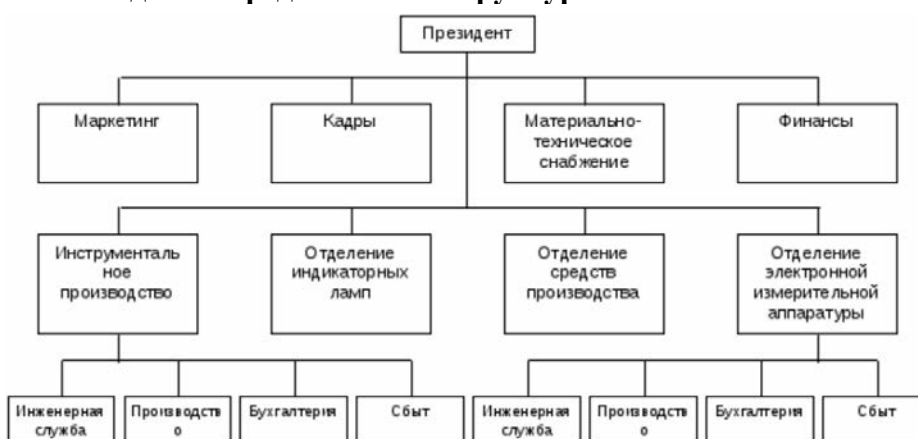 Президент
Маркетинг
Кадры
Материально-
техническое
снабжение
Финансы
Инструменталь
ное
производство
Отделение
индикаторных
ламп
Отделение
средств
производства
Отделение
электронной
измерительной
аппаратуры
Инженерная
служба
Производств
о
Бухгалтерия
Сбыт
Инженерная
служба
Производств
о
Бухгалтерия
Сбыт